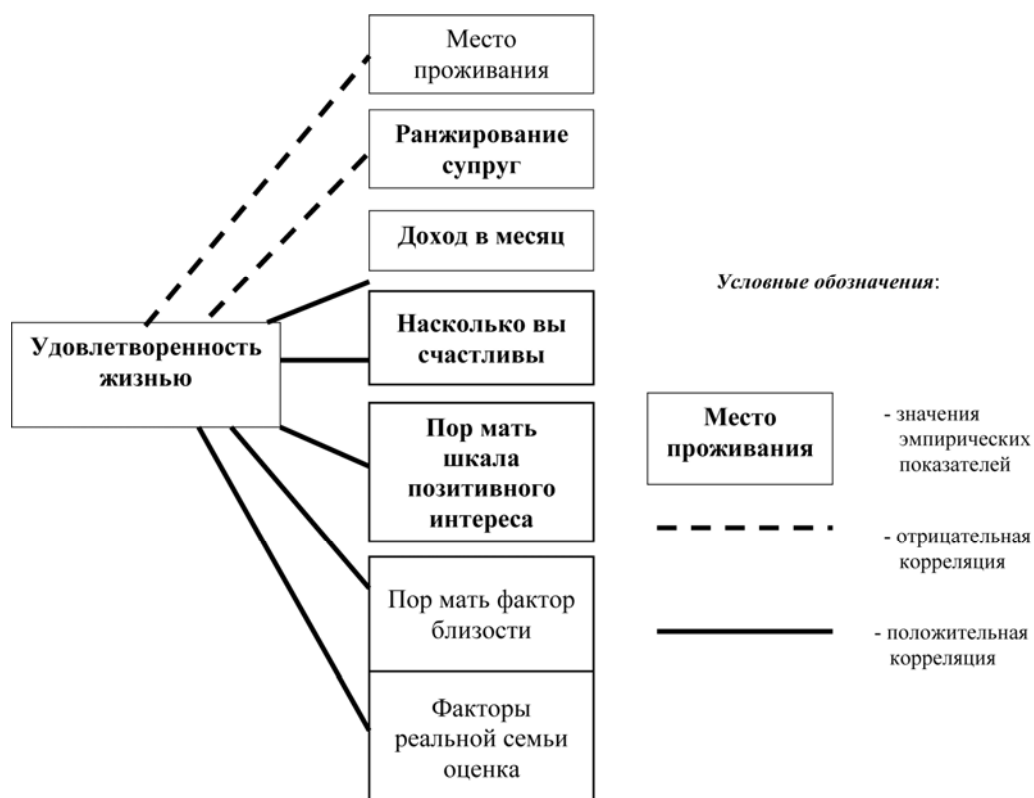 Место
проживания
Ранжирование
супруг
Доход в месяц
Насколько вы
счастливы
Удовлетворенность
жизнью
Пор мать
шкала
позитивного
интереса
Пор мать фактор
близости
Факторы
реальной семьи
оценка
Условные обозначения:
Место
проживания
- значения
эмпирических
показателей
- отрицательная
корреляция
- положительная
корреляция